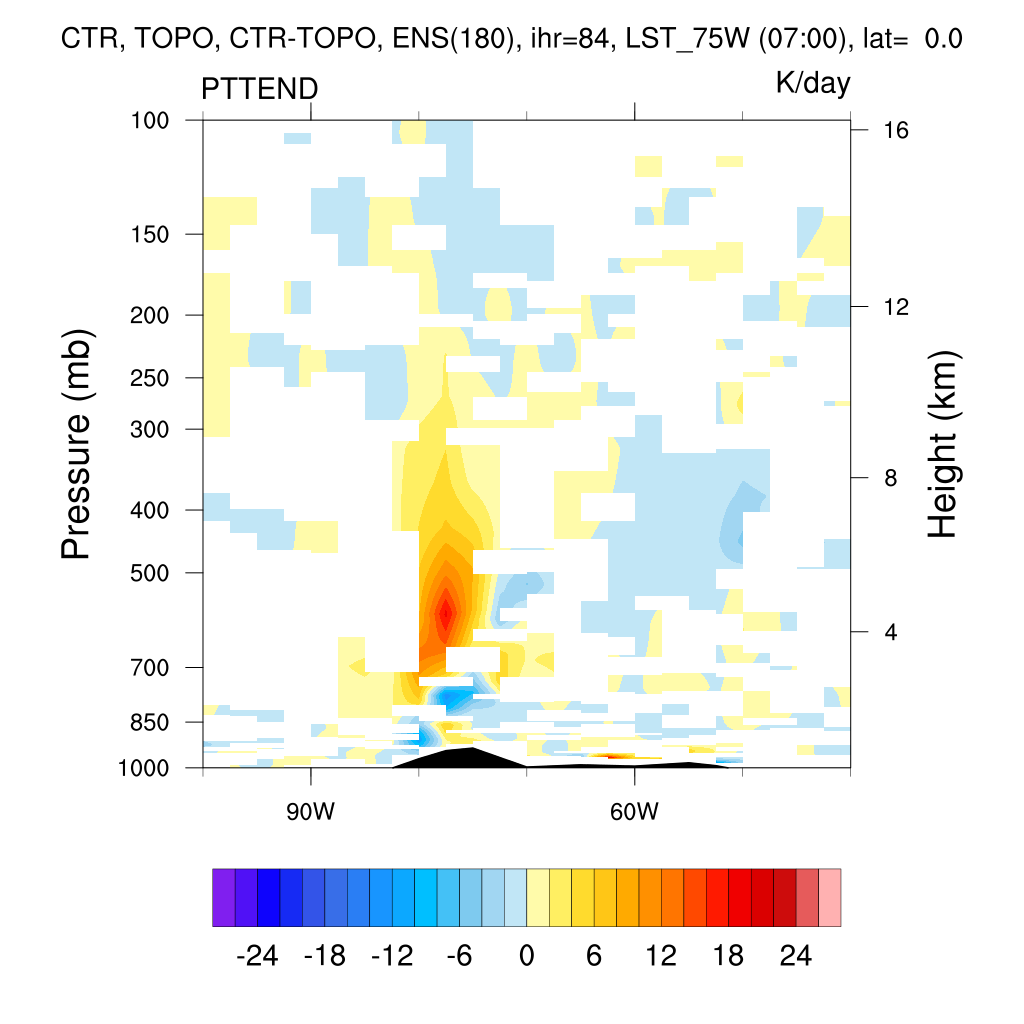 CTR, TOPO, CTR-TOPO, ENS(180), ihr=84, LST_75W (07:00), lat= 0.0
PTTEND K/day
100
150
200
250
300
400
500
700
850
1000
Pressure (mb)
16
12
8
4
Height (km)
90W 60W
-24 -18 -12 -6 0 6 12 18 24